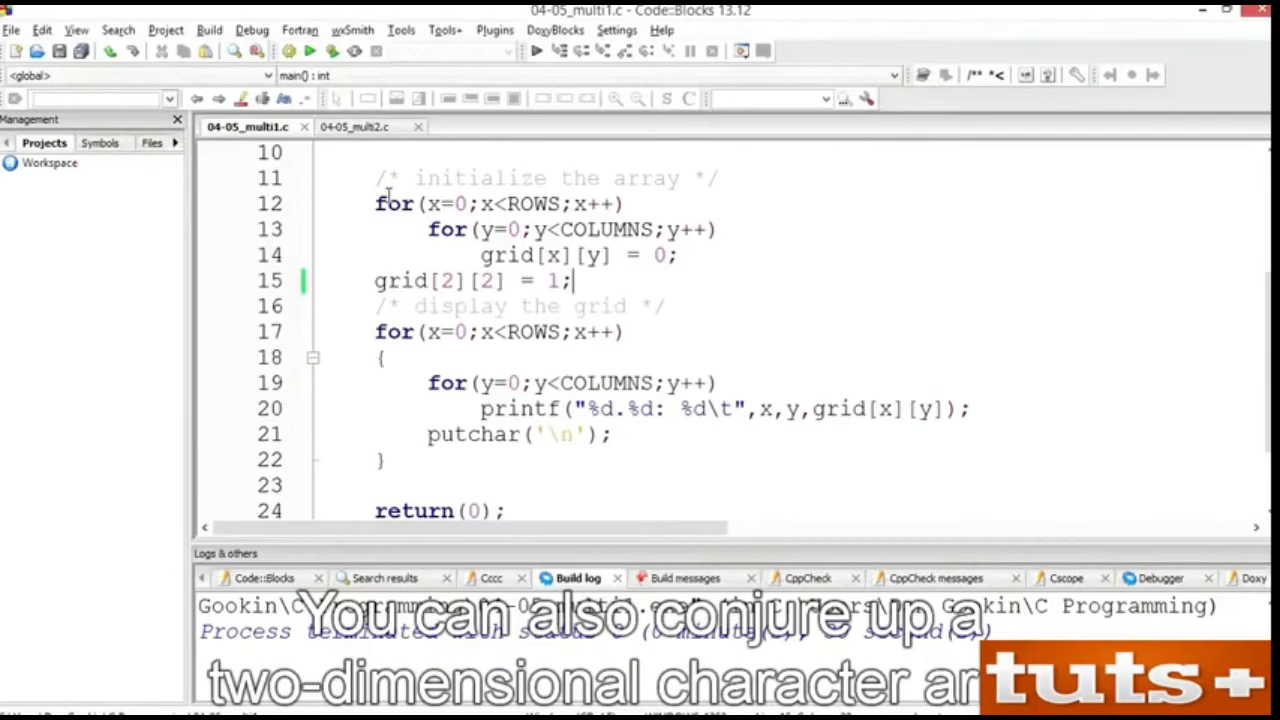 04-05_multi1.c - Code::Blocks 13.12
File Edit View Search Project Build Debug Fortran wxSmith Tools Tools+ Plugins DoxyBlocks Settings Help
<global> main() : int
/** *<
S C
Management
04-05_multi1.c 04-05_multi2.c
Projects Symbols Files
Workspace
10
11 /* initialize the array */
12 for(x=0;x<ROWS;x++)
13 for(y=0;y<COLUMNS;y++)
14 grid[x][y] = 0;
15 grid[2][2] = 1;
16 /* display the grid */
17 for(x=0;x<ROWS;x++)
18 {
19 for(y=0;y<COLUMNS;y++)
20 printf("%d.%d: %d\t",x,y,grid[x][y]);
21 putchar('\n');
22 }
23
24 return(0);
Logs & others
Code::Blocks Search results Cccc Build log Build messages CppCheck CppCheck messages Cscope Debugger Doxy
Gookin\C Gookin\C Programming)
Process
You can also conjure up a
two-dimensional character ar
tuts+